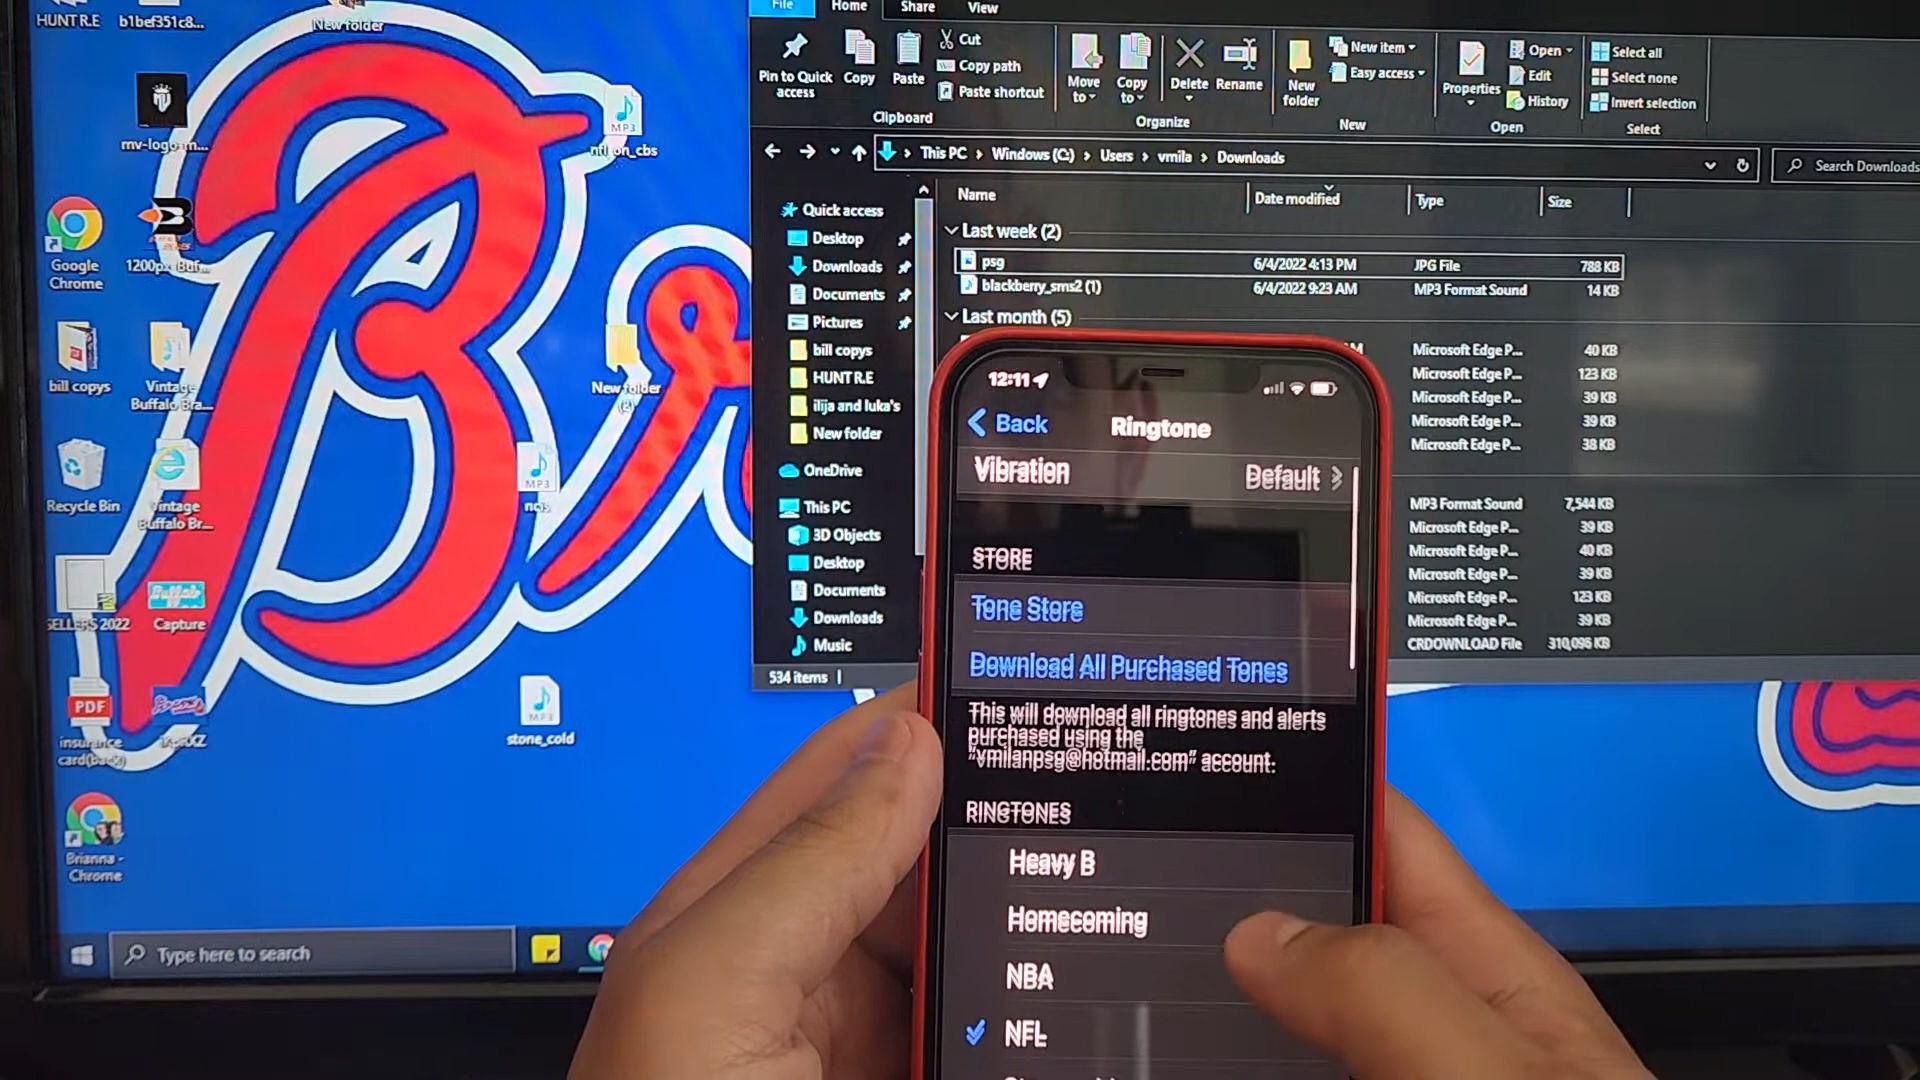 HUNT R.E
b1bef351c8...
New folder
mv-logo-m...
nfl_on_cbs
Google
Chrome
bill copys
New folder
Recycle Bin
ncis
SELLERS 2022
Capture
PDF
insurance
card(back)
stone_cold
Brianna -
Chrome
Type here to search
File
Home
Share
View
Pin to Quick
access
Copy
Paste
Cut
Copy path
Paste shortcut
Clipboard
Move
to
Copy
to
Delete
Rename
Organize
New
folder
New item
Easy access
New
Properties
Open
Edit
History
Open
Select all
Select none
Invert selection
Select
This PC > Windows (C:) > Users > vmila > Downloads
Search Downloads
Quick access
Desktop
Downloads
Documents
Pictures
bill copys
HUNT R.E
ilija and luka's
New folder
OneDrive
This PC
3D Objects
Desktop
Documents
Downloads
Music
534 items
Name
Date modified
Type
Size
Last week (2)
psg 6/4/2022 4:13 PM JPG File 788 KB
blackberry_sms2 (1) 6/4/2022 9:23 AM MP3 Format Sound 14 KB
Last month (5)
Microsoft Edge P... 40 KB
Microsoft Edge P... 123 KB
Microsoft Edge P... 39 KB
Microsoft Edge P... 39 KB
Microsoft Edge P... 38 KB
MP3 Format Sound 7,544 KB
Microsoft Edge P... 39 KB
Microsoft Edge P... 40 KB
Microsoft Edge P... 39 KB
Microsoft Edge P... 123 KB
Microsoft Edge P... 39 KB
CRDOWNLOAD File 310,096 KB
12:11
Back
Ringtone
Vibration
Default
STORE
Tone Store
Download All Purchased Tones
This will download all ringtones and alerts
purchased using the
"vmilanpsg@hotmail.com" account.
RINGTONES
Heavy B
Homecoming
NBA
NFL